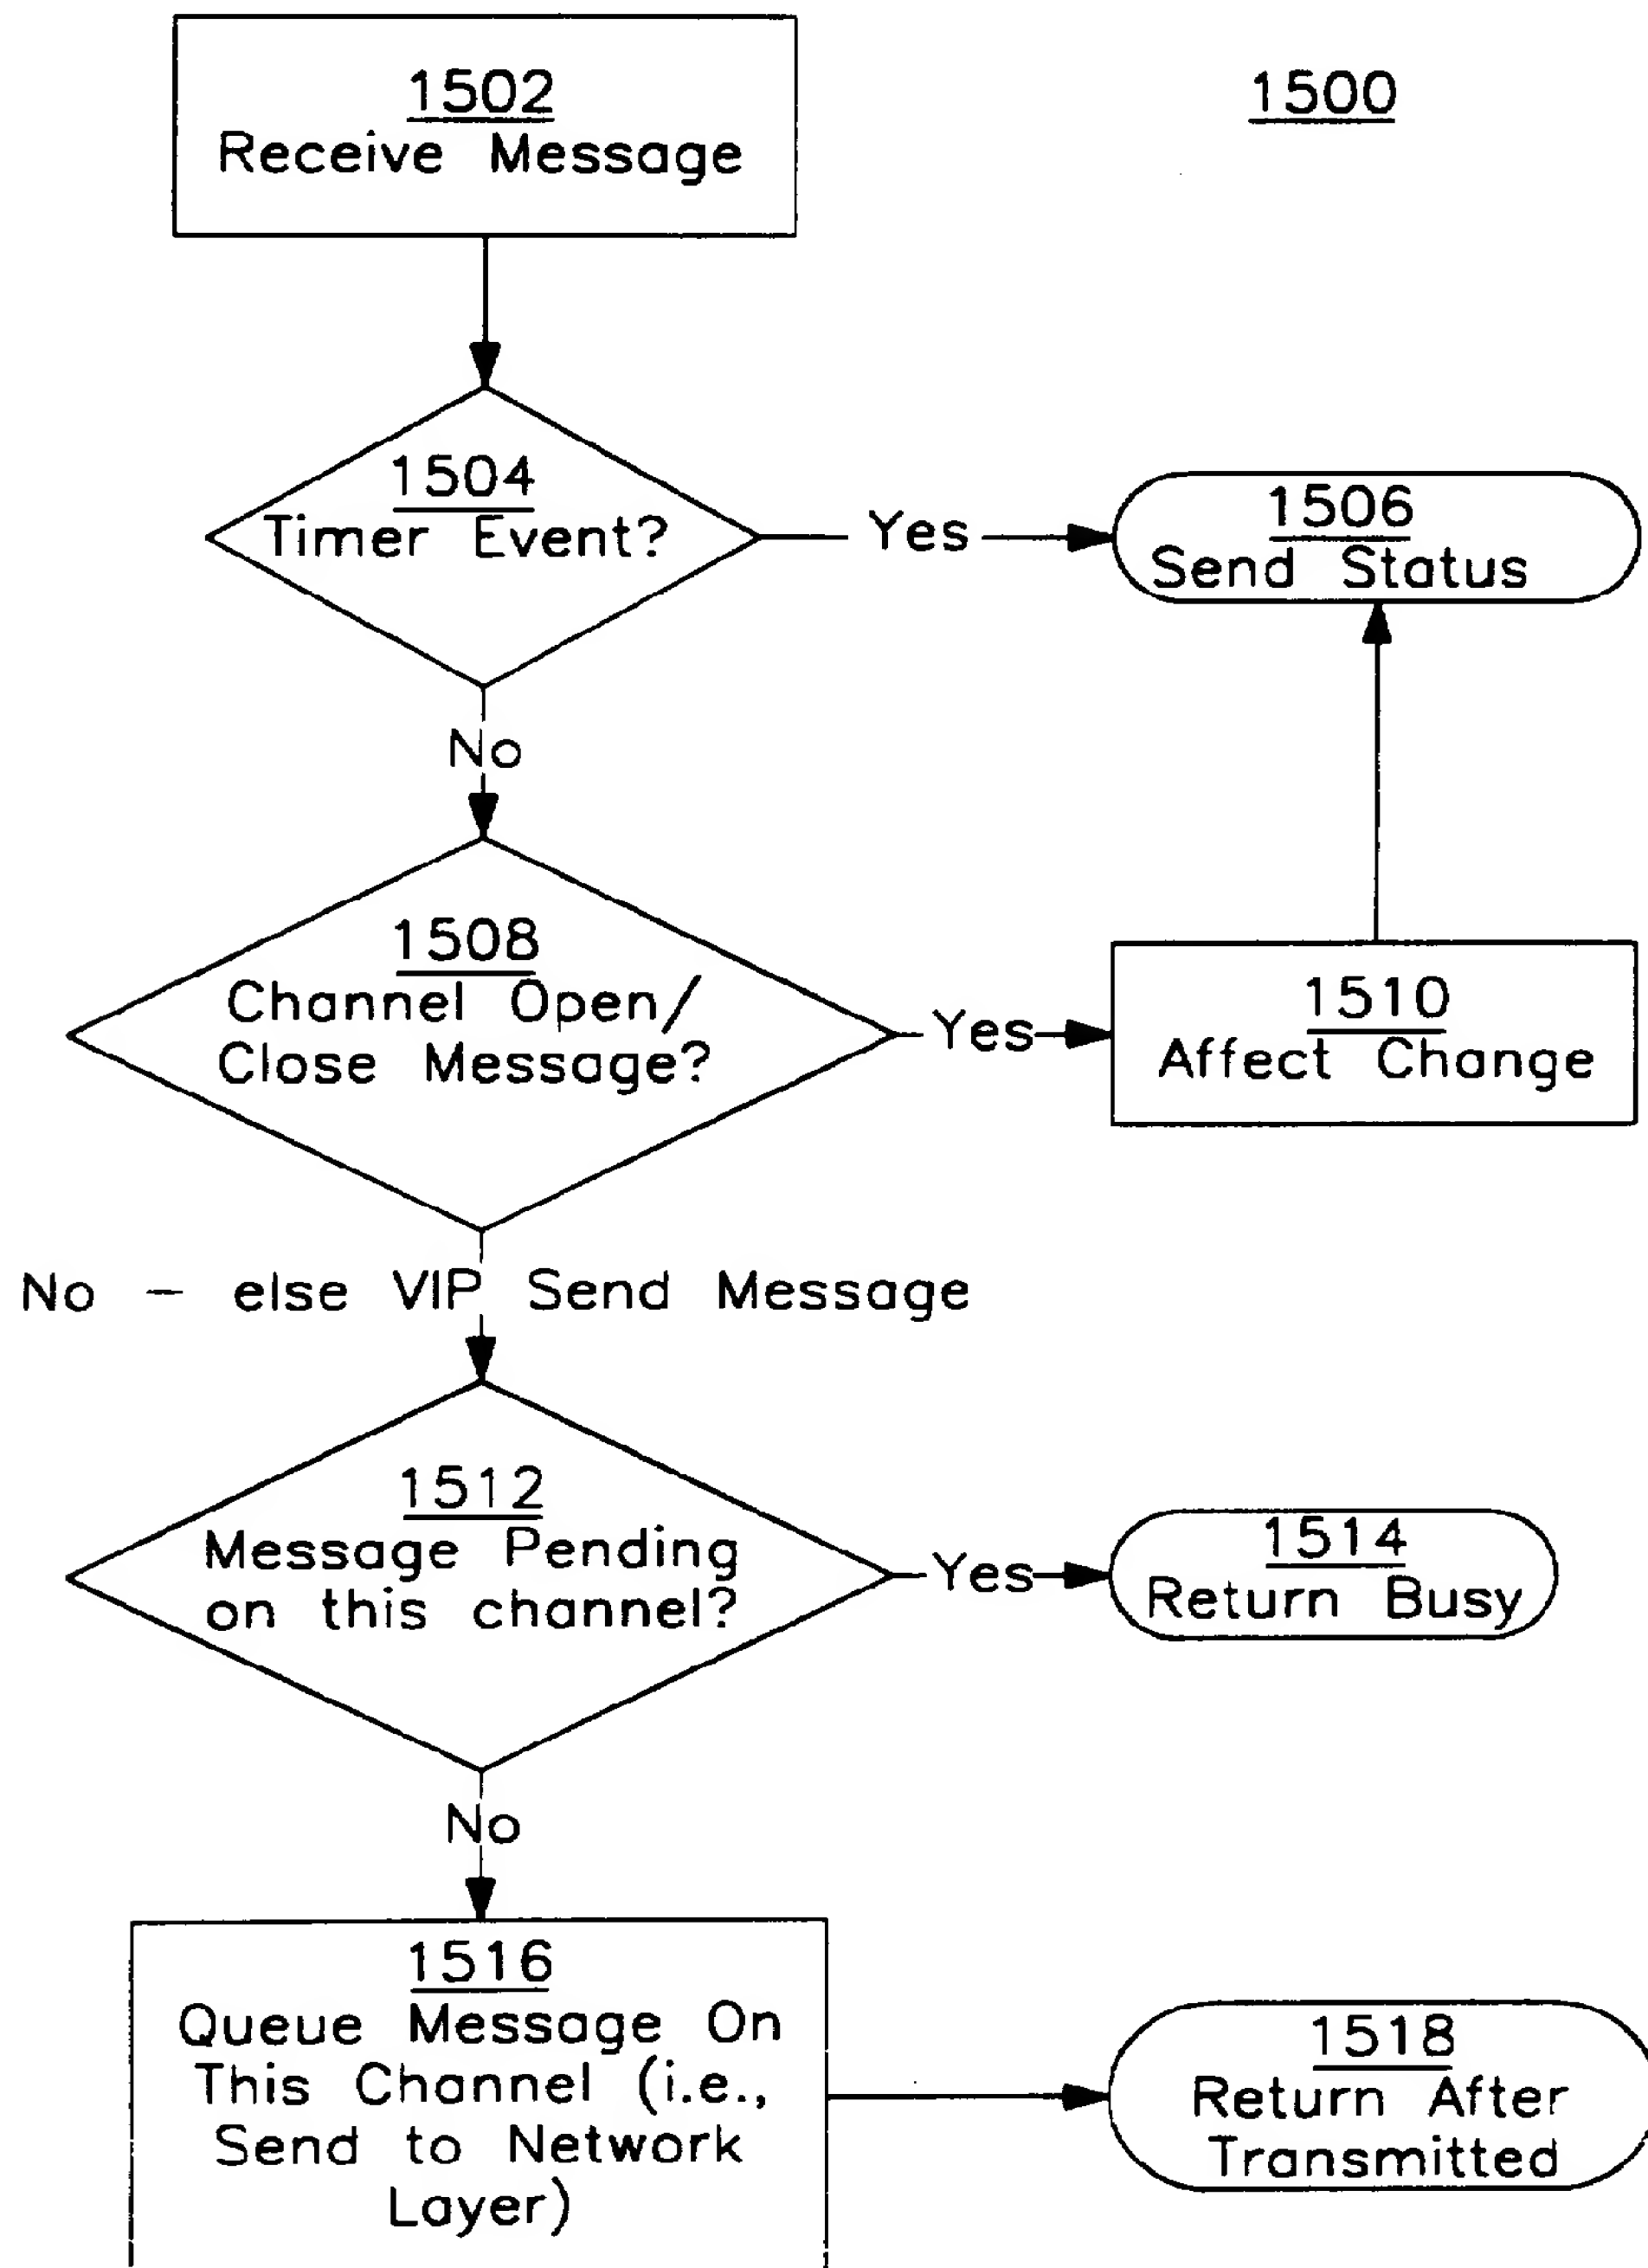 1502
Receive Message
1500
1504
Timer Event?
Yes
1506
Send Status
No
1508
Channel Open/
Close Message?
Yes
1510
Affect Change
No - else VIP Send Message
1512
Message Pending
on this channel?
Yes
1514
Return Busy
No
1516
Queue Message On
This Channel (i.e.,
Send to Network
Layer)
1518
Return After
Transmitted